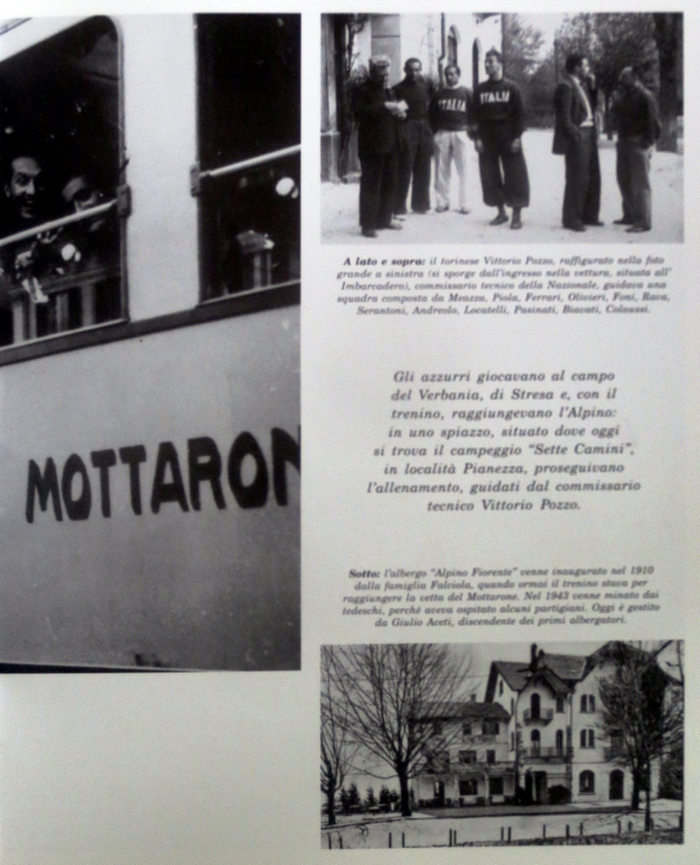 MOTTARON
ITALIA
ITALIA
A lato e sopra: il torinese Vittorio Pozzo, raffigurato nella foto
grande a sinistra (si sporge dall'ingresso nella vettura, situata all'
Imbarcadero), commissario tecnico della Nazionale, guidava una
squadra composta da Meazza, Piola, Ferrari, Olivieri, Foni, Rava,
Serantoni, Andreolo, Locatelli, Pasinati, Biavati, Colaussi.
Gli azzurri giocavano al campo
del Verbania, di Stresa e, con il
trenino, raggiungevano l'Alpino:
in uno spiazzo, situato dove oggi
si trova il campeggio "Sette Camini",
in località Pianezza, proseguivano
l'allenamento, guidati dal commissario
tecnico Vittorio Pozzo.
Sotto: l'albergo "Alpino Fiorente" venne inaugurato nel 1910
dalla famiglia Falciola, quando ormai il trenino stava per
raggiungere la vetta del Mottarone. Nel 1943 venne minato dai
tedeschi, perchè aveva ospitato alcuni partigiani. Oggi è gestito
da Giulio Aceti, discendente dei primi albergatori.